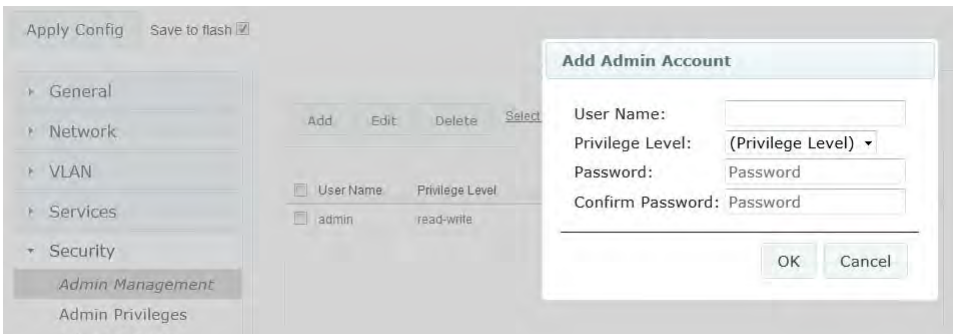 Apply Config Save to flash
General
Network
VLAN
Services
Security
Admin Management
Admin Privileges
Add Edit Delete Select
User Name Privilege Level
admin read-write
Add Admin Account
User Name:
Privilege Level: (Privilege Level)
Password: Password
Confirm Password: Password
OK Cancel